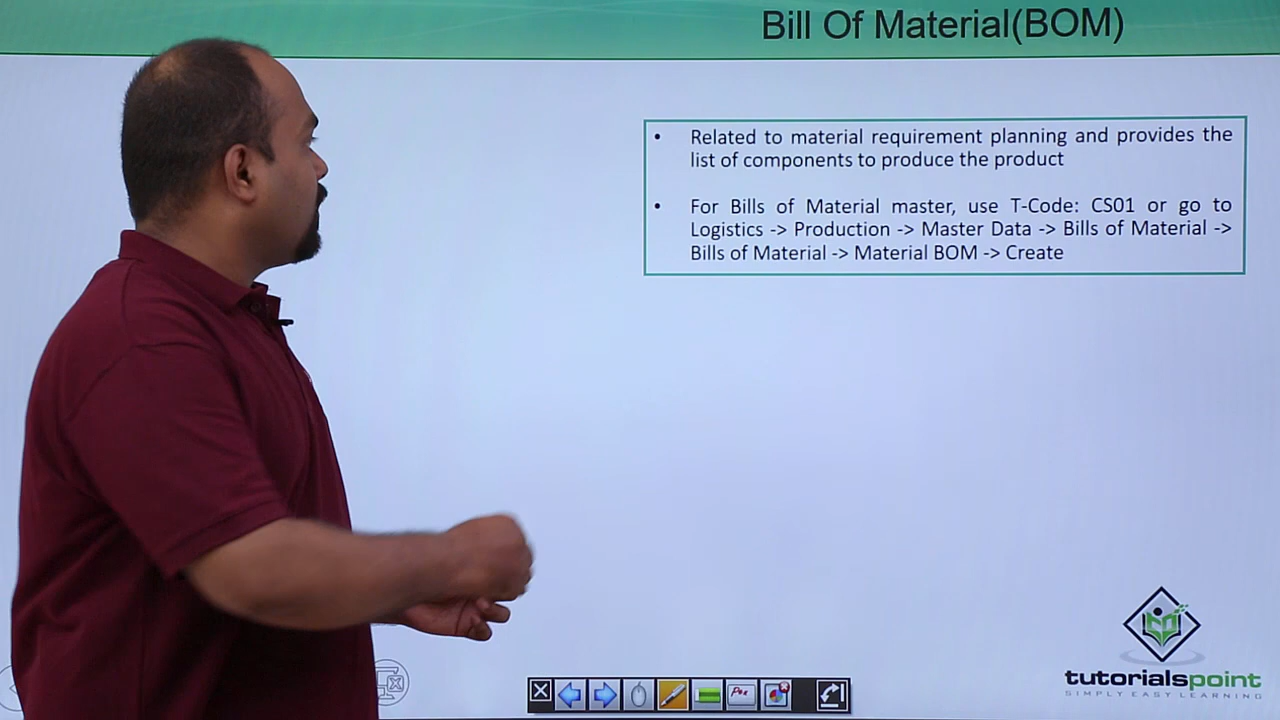 Bill Of Material(BOM)
• Related to material requirement planning and provides the
list of components to produce the product
• For Bills of Material master, use T-Code: CS01 or go to
Logistics -> Production -> Master Data -> Bills of Material ->
Bills of Material -> Material BOM -> Create
tutorialspoint
SIMPLY EASY LEARNING